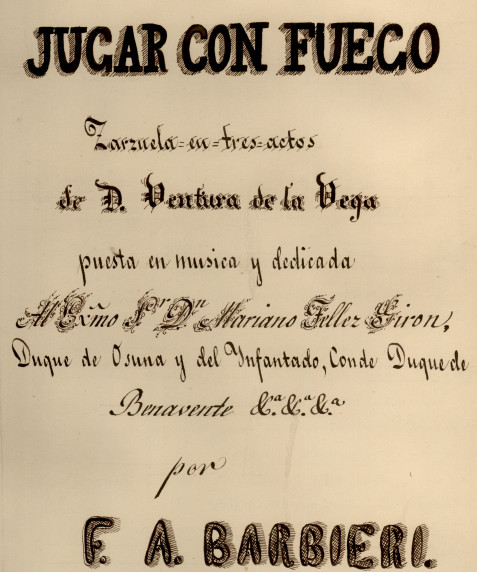 JUGAR CON FUEGO
Zarzuela=en=tres=actos
de D. Ventura de la Vega
puesta en musica y dedicada
Al Exmo Sr Dn Mariano Tellez Giron,
Duque de Osuna y del Ynfantado, Conde Duque de
Benavente &.ª &.ª &.ª
por
F. A. BARBIERI.